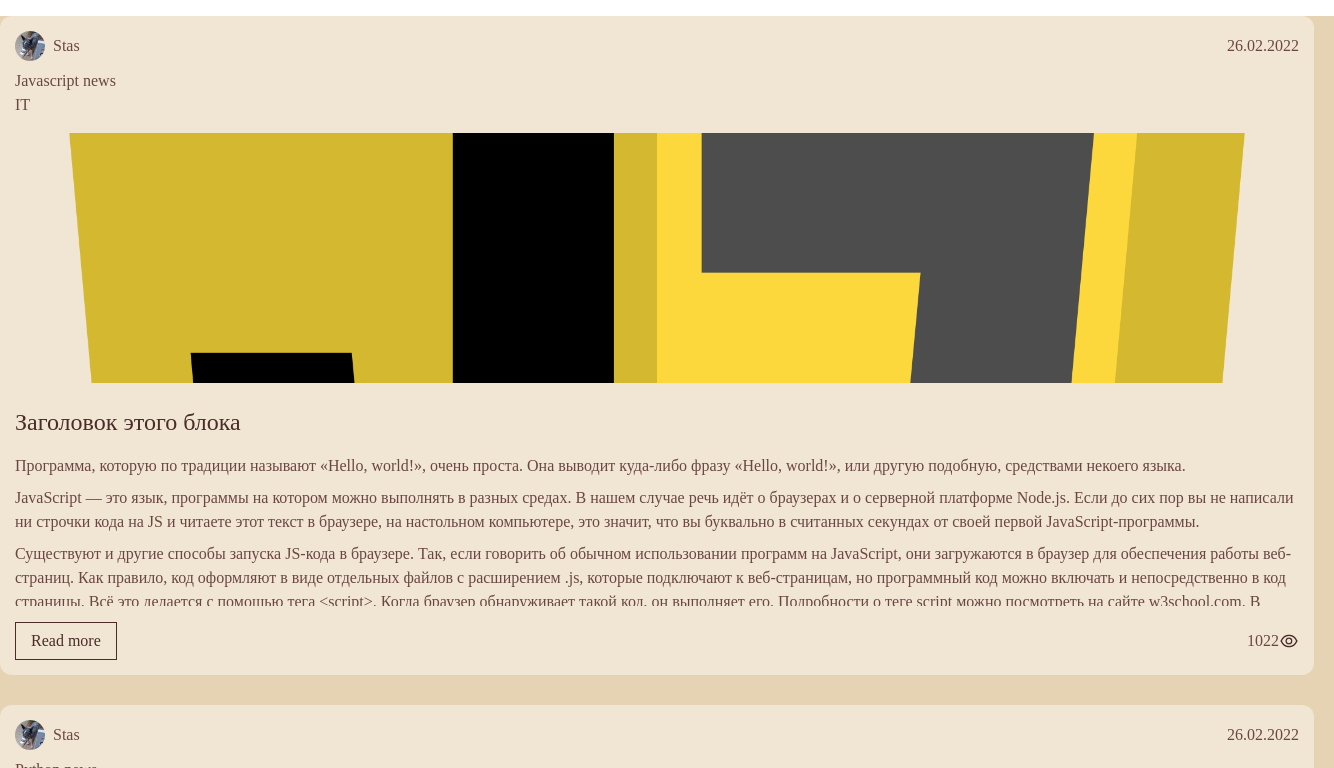 Stas
26.02.2022
Javascript news
IT
Заголовок этого блока
Программа, которую по традиции называют «Hello, world!», очень проста. Она выводит куда-либо фразу «Hello, world!», или другую подобную, средствами некоего языка.
JavaScript — это язык, программы на котором можно выполнять в разных средах. В нашем случае речь идёт о браузерах и о серверной платформе Node.js. Если до сих пор вы не написали
ни строчки кода на JS и читаете этот текст в браузере, на настольном компьютере, это значит, что вы буквально в считанных секундах от своей первой JavaScript-программы.
Существуют и другие способы запуска JS-кода в браузере. Так, если говорить об обычном использовании программ на JavaScript, они загружаются в браузер для обеспечения работы веб-
страниц. Как правило, код оформляют в виде отдельных файлов с расширением .js, которые подключают к веб-страницам, но программный код можно включать и непосредственно в код
страницы. Всё это делается с помощью тега <script>. Когда браузер обнаруживает такой код, он выполняет его. Подробности о теге script можно посмотреть на сайте w3school.com. В
Read more
1022
Stas
26.02.2022
Python news